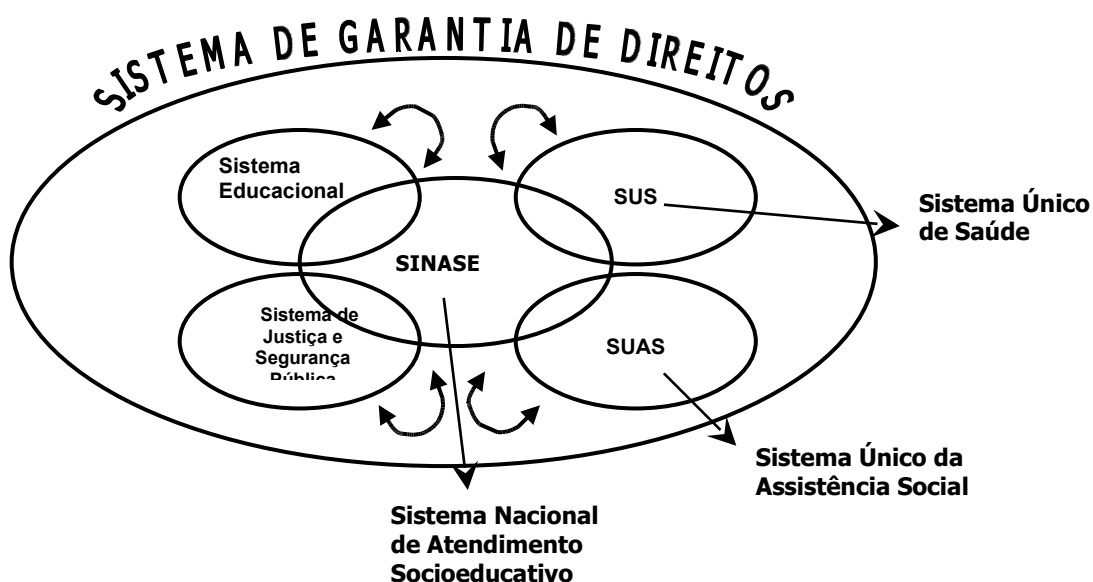 SISTEMA DE GARANTIA DE DIREITOS
Sistema
Educacional
SUS
Sistema Único
de Saúde
SINASE
Sistema de
Justiça e
Segurança
Pública
SUAS
Sistema Único da
Assistência Social
Sistema Nacional
de Atendimento
Socioeducativo